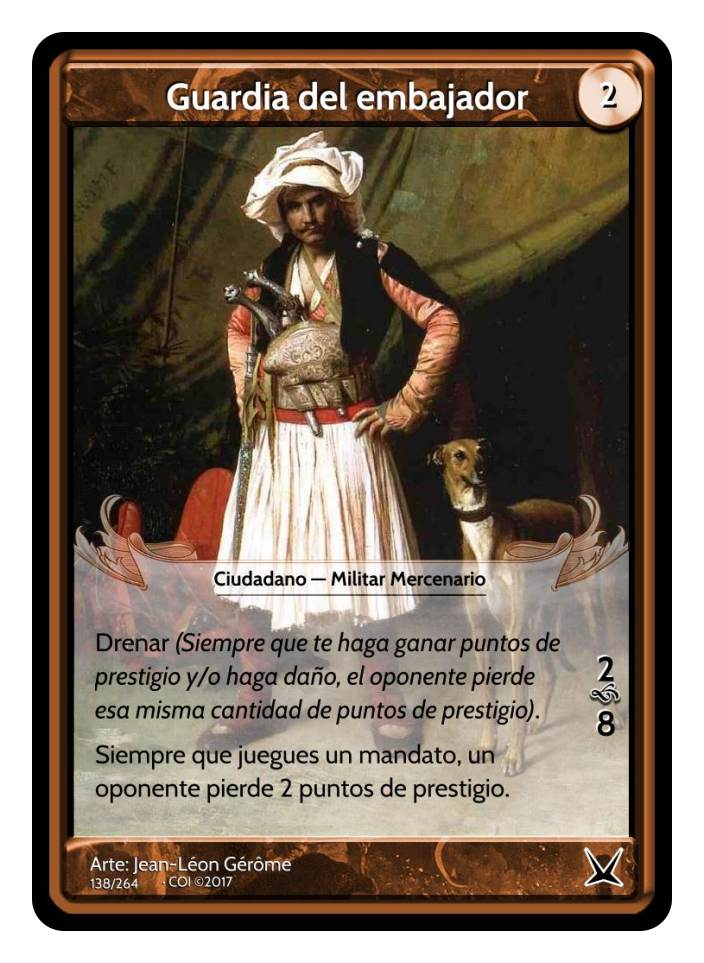 Guardia del embajador
2
Ciudadano — Militar Mercenario
Drenar (Siempre que te haga ganar puntos de
prestigio y/o haga daño, el oponente pierde
esa misma cantidad de puntos de prestigio).
Siempre que juegues un mandato, un
oponente pierde 2 puntos de prestigio.
2
8
Arte: Jean-Léon Gérôme
138/264 · COI ©2017